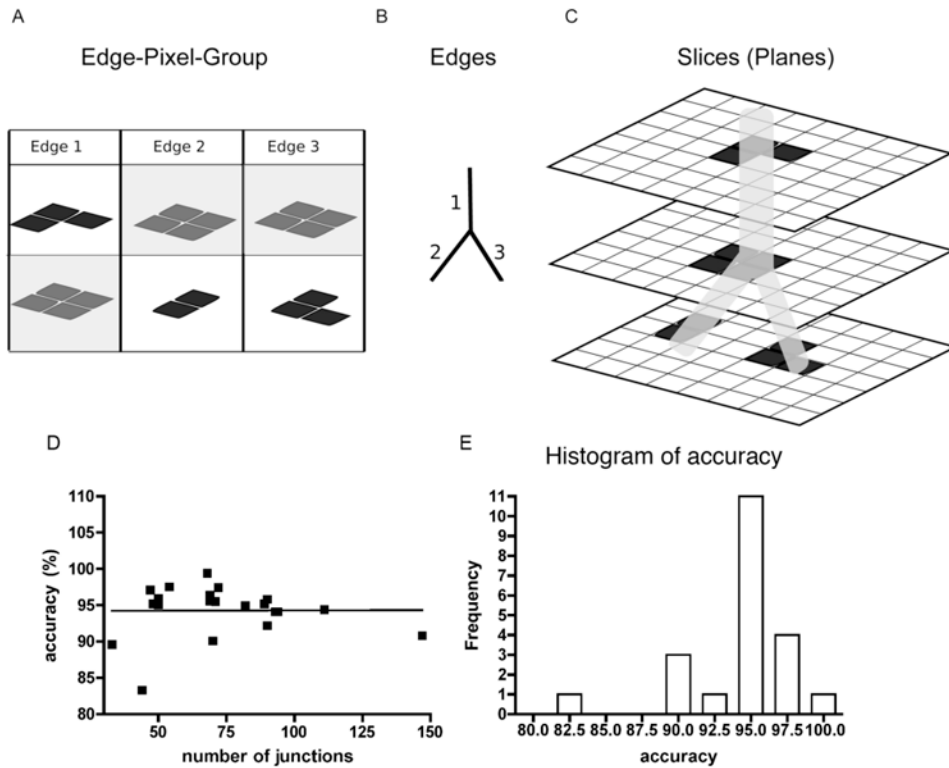 A
B
C
Edge-Pixel-Group
Edges
Slices (Planes)
Edge 1
Edge 2
Edge 3
1
2
3
D
E
Histogram of accuracy
accuracy (%)
110
105
100
95
90
85
80
50
75
100
125
150
number of junctions
Frequency
11
10
9
8
7
6
5
4
3
2
1
0
80.0 82.5 85.0 87.5 90.0 92.5 95.0 97.5 100.0
accuracy